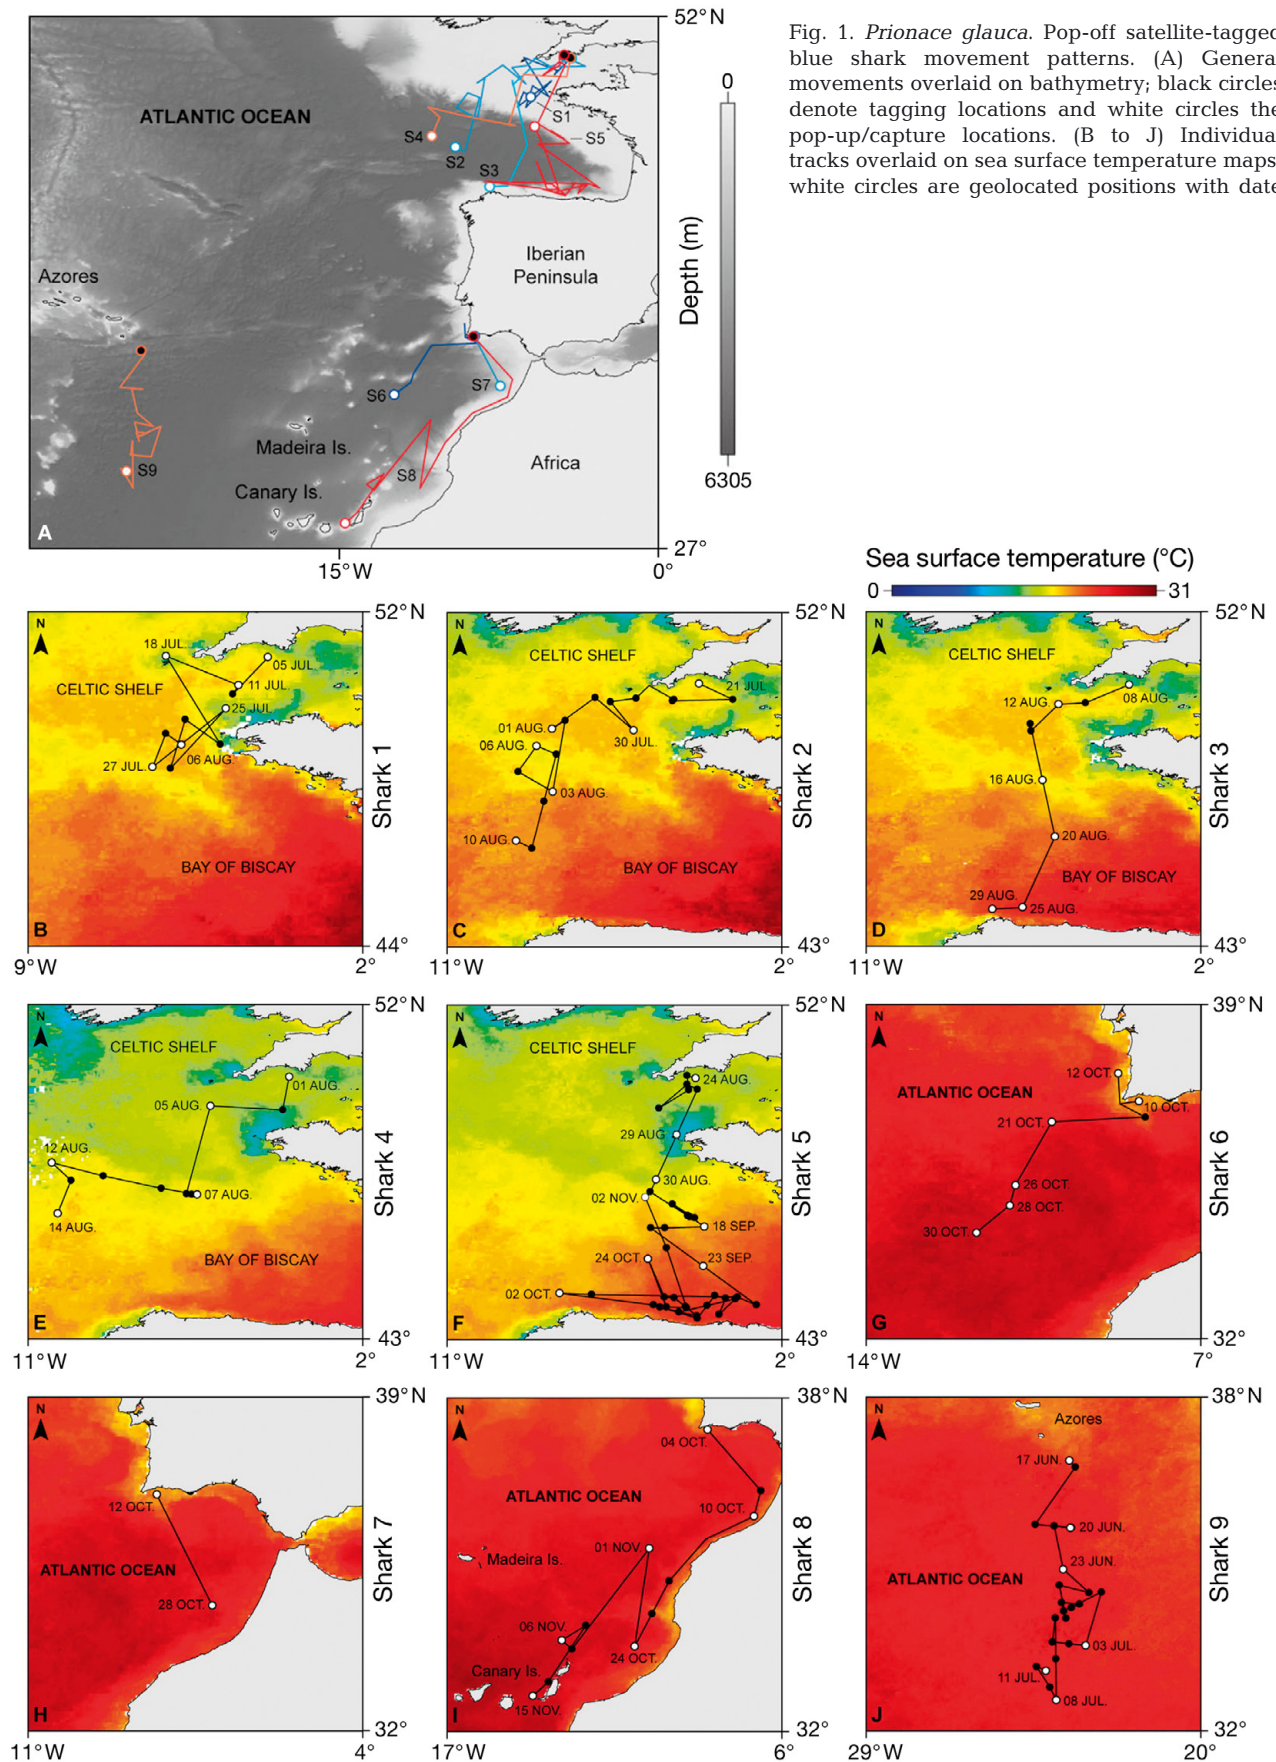 52°N
Fig. 1. Prionace glauca. Pop-off satellite-tagged
blue shark movement patterns. (A) Genera
movements overlaid on bathymetry; black circles
denote tagging locations and white circles the
pop-up/capture locations. (B to J) Individua
tracks overlaid on sea surface temperature maps
white circles are geolocated positions with date
0
Depth (m)
6305
ATLANTIC OCEAN
S1
S4
S5
S2
S3
Iberian
Peninsula
Azores
S6
S7
Madeira Is.
Africa
S9
S8
Canary Is.
A
27°
15°W
0°
Sea surface temperature (°C)
0
31
N
18 JUL.
05 JUL.
CELTIC SHELF
11 JUL.
25 JUL.
27 JUL.
06 AUG.
BAY OF BISCAY
B
52°N
Shark 1
44°
9°W
2°
N
CELTIC SHELF
21 JUL.
01 AUG.
30 JUL.
06 AUG.
03 AUG.
10 AUG.
BAY OF BISCAY
C
52°N
Shark 2
43°
11°W
2°
N
CELTIC SHELF
08 AUG.
12 AUG.
16 AUG.
20 AUG.
BAY OF BISCAY
29 AUG.
25 AUG.
D
52°N
Shark 3
43°
11°W
2°
N
CELTIC SHELF
01 AUG.
05 AUG.
12 AUG.
07 AUG.
14 AUG.
BAY OF BISCAY
E
52°N
Shark 4
43°
11°W
2°
N
CELTIC SHELF
24 AUG.
29 AUG.
30 AUG.
02 NOV.
18 SEP.
24 OCT.
23 SEP.
02 OCT.
F
52°N
Shark 5
43°
11°W
2°
N
12 OCT.
ATLANTIC OCEAN
10 OCT.
21 OCT.
26 OCT.
28 OCT.
30 OCT.
G
39°N
Shark 6
32°
14°W
7°
N
12 OCT.
ATLANTIC OCEAN
28 OCT.
H
39°N
Shark 7
32°
11°W
4°
N
04 OCT.
ATLANTIC OCEAN
10 OCT.
01 NOV.
Madeira Is.
06 NOV.
24 OCT.
Canary Is.
15 NOV.
I
38°N
Shark 8
32°
17°W
6°
N
Azores
17 JUN.
20 JUN.
23 JUN.
ATLANTIC OCEAN
03 JUL.
11 JUL.
08 JUL.
J
38°N
Shark 9
32°
29°W
20°